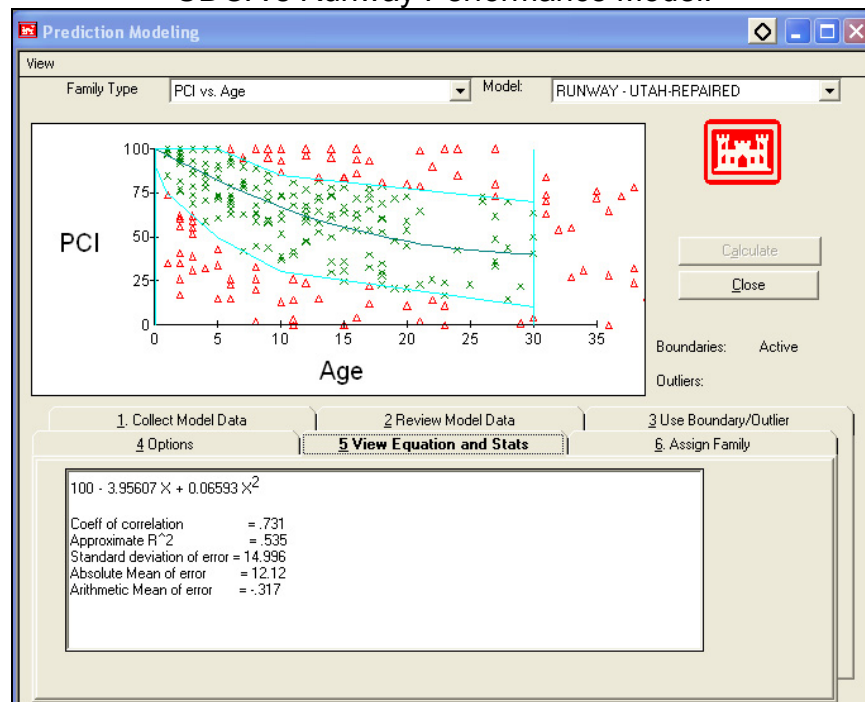 Prediction Modeling
View
Family Type PCI vs. Age Model: RUNWAY - UTAH-REPAIRED
100
75
50
25
0
PCI
0 5 10 15 20 25 30 35
Age
Calculate
Close
Boundaries: Active
Outliers:
1. Collect Model Data 2 Review Model Data 3 Use Boundary/Outlier
4 Options 5 View Equation and Stats 6. Assign Family
100 - 3.95607 X + 0.06593 X^2
Coeff of correlation = .731
Approximate R^2 = .535
Standard deviation of error = 14.996
Absolute Mean of error = 12.12
Arithmetic Mean of error = -.317